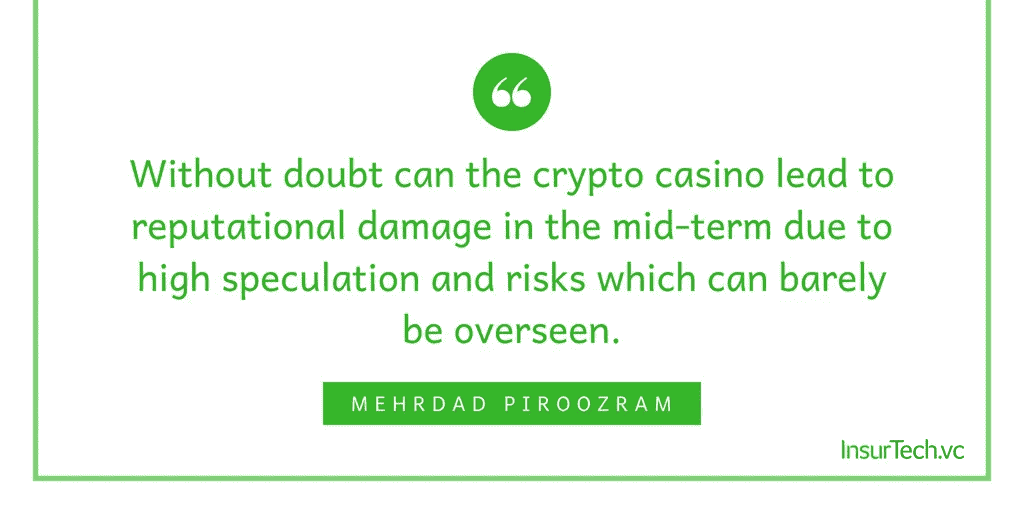 “
Without doubt can the crypto casino lead to
reputational damage in the mid-term due to
high speculation and risks which can barely
be overseen.
MEHRDAD PIROOZRAM
InsurTech.vc